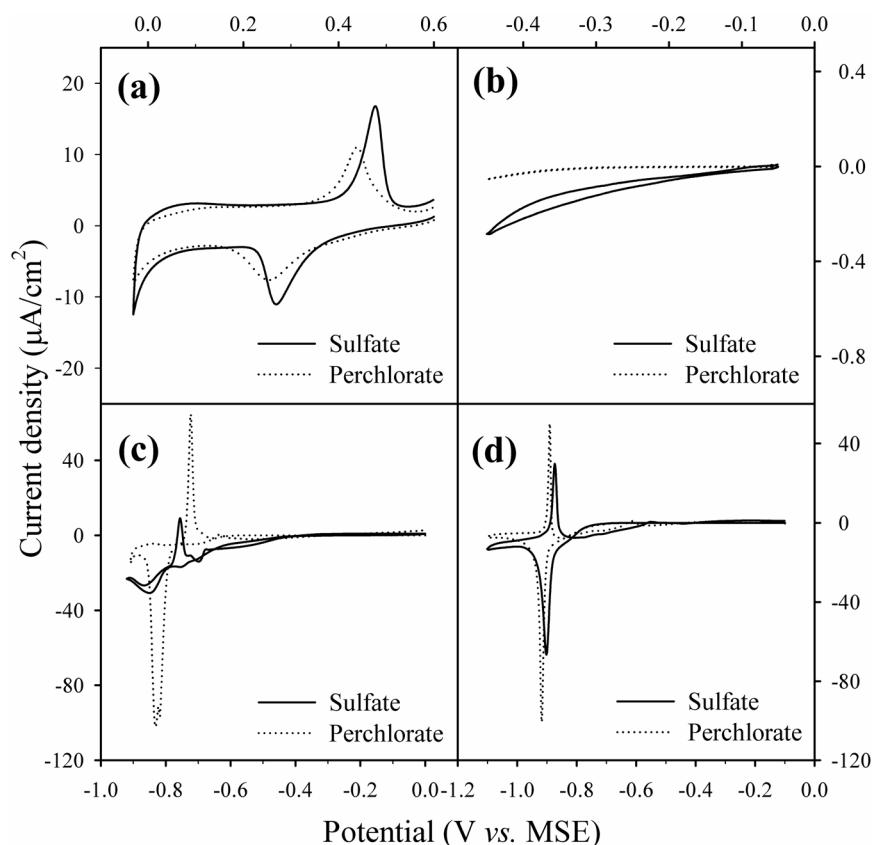 0.0 0.2 0.4 0.6
-0.4 -0.3 -0.2 -0.1 0.0
(a)
20
10
0
-10
-20
Sulfate
Perchlorate
(b)
0.4
0.0
-0.4
-0.8
Sulfate
Perchlorate
Current density (μA/cm²)
(c)
40
0
-40
-80
-120
Sulfate
Perchlorate
(d)
40
0
-40
-80
-120
Sulfate
Perchlorate
-1.0 -0.8 -0.6 -0.4 -0.2 0.0
-1.2 -1.0 -0.8 -0.6 -0.4 -0.2 0.0
Potential (V vs. MSE)